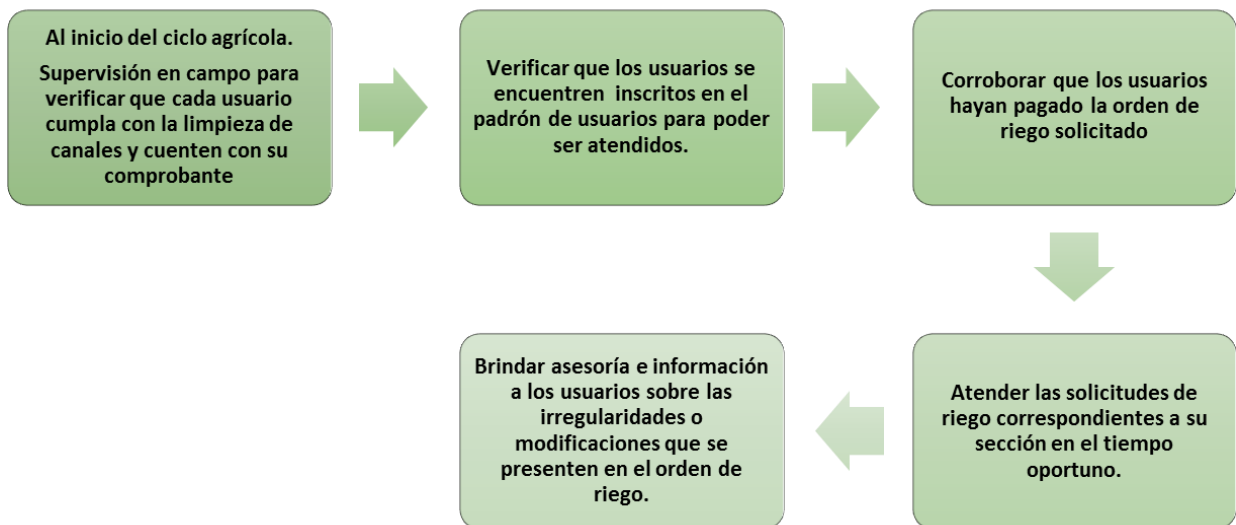 Al inicio del ciclo agrícola.
Supervisión en campo para
verificar que cada usuario
cumpla con la limpieza de
canales y cuenten con su
comprobante
Verificar que los usuarios se
encuentren inscritos en el
padrón de usuarios para poder
ser atendidos.
Corroborar que los usuarios
hayan pagado la orden de
riego solicitado
Atender las solicitudes de
riego correspondientes a su
sección en el tiempo
oportuno.
Brindar asesoría e información
a los usuarios sobre las
irregularidades o
modificaciones que se
presenten en el orden de
riego.